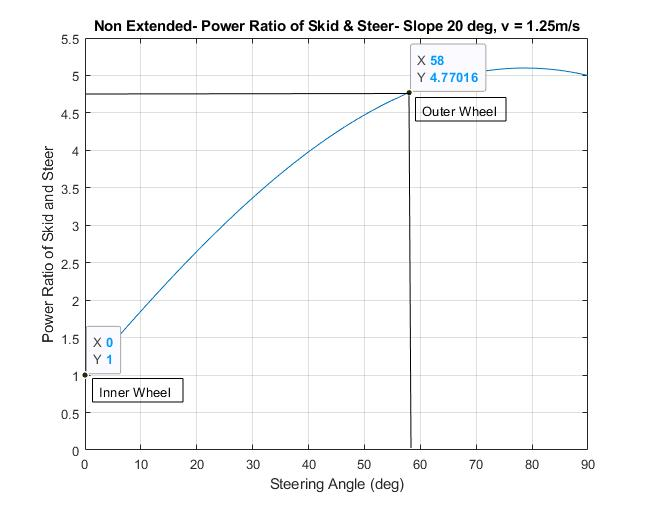 Non Extended- Power Ratio of Skid & Steer- Slope 20 deg, v = 1.25m/s
5.5
5
4.5
4
3.5
3
2.5
2
1.5
1
0.5
0
Power Ratio of Skid and Steer
X 58
Y 4.77016
Outer Wheel
X 0
Y 1
Inner Wheel
0 10 20 30 40 50 60 70 80 90
Steering Angle (deg)